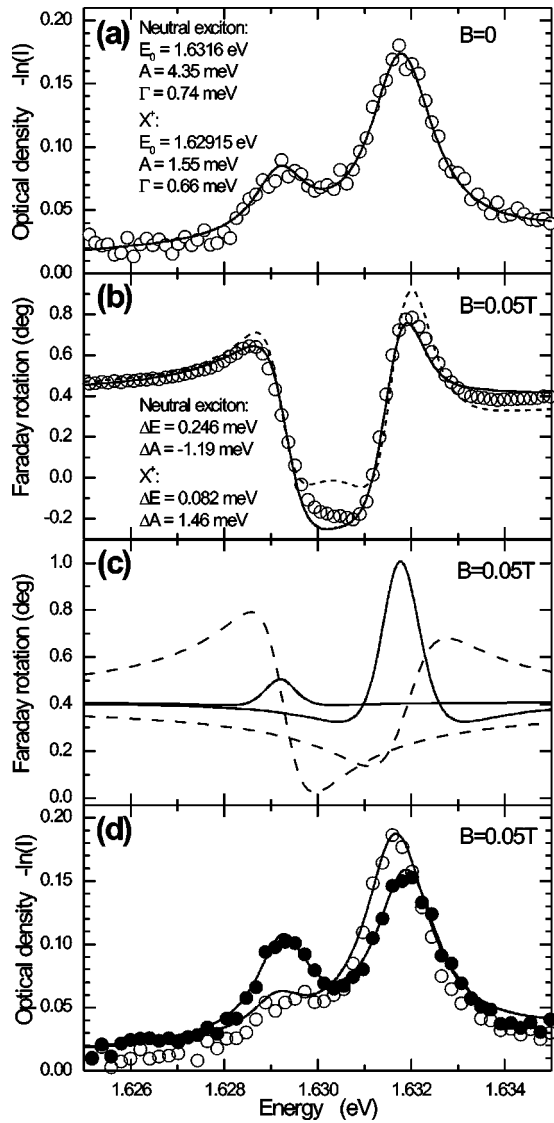 (a) Neutral exciton: B=0
E₀ = 1.6316 eV
A = 4.35 meV
Γ = 0.74 meV
X⁺:
E₀ = 1.62915 eV
A = 1.55 meV
Γ = 0.66 meV
Optical density -ln(I)
0.20
0.15
0.10
0.05
0.00
(b) B=0.05T
Neutral exciton:
ΔE = 0.246 meV
ΔA = -1.19 meV
X⁺:
ΔE = 0.082 meV
ΔA = 1.46 meV
Faraday rotation (deg)
0.8
0.6
0.4
0.2
0.0
-0.2
(c) B=0.05T
Faraday rotation (deg)
1.0
0.8
0.6
0.4
0.2
0.0
(d) B=0.05T
Optical density -ln(I)
0.20
0.15
0.10
0.05
0.00
1.626 1.628 1.630 1.632 1.634
Energy (eV)